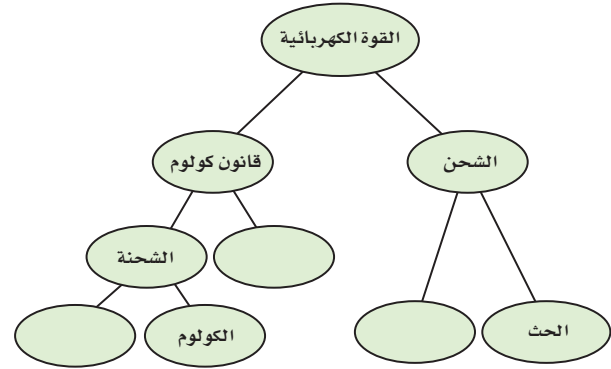 القوة الكهربائية
الشحن
قانون كولوم
الشحنة
الحث
الكولوم